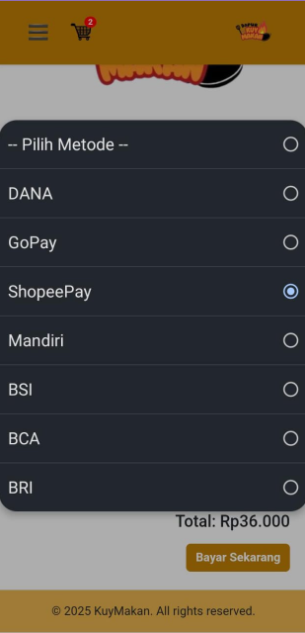 2
-- Pilih Metode --
DANA
GoPay
ShopeePay
Mandiri
BSI
BCA
BRI
Total: Rp36.000
Bayar Sekarang
© 2025 KuyMakan. All rights reserved.